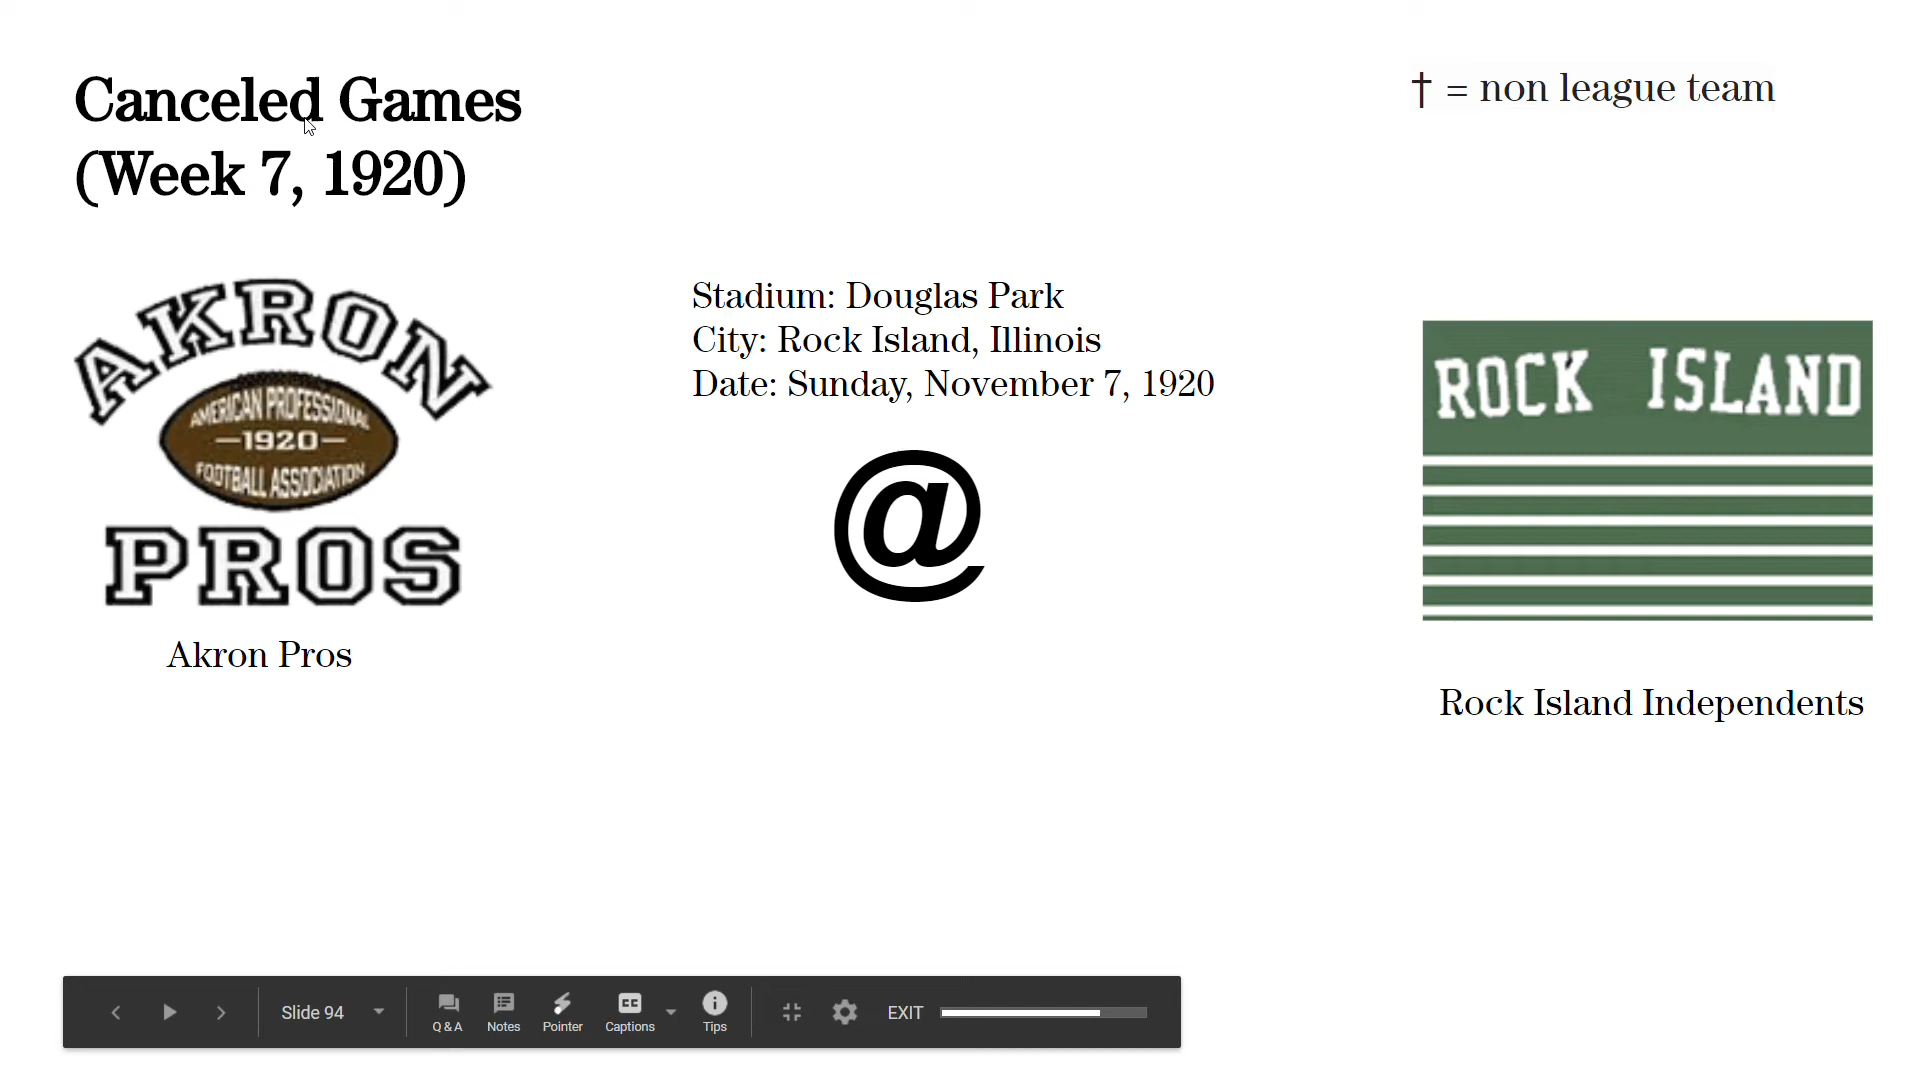 Canceled Games
(Week 7, 1920)
† = non league team
Stadium: Douglas Park
City: Rock Island, Illinois
Date: Sunday, November 7, 1920
@
AKRON
AMERICAN PROFESSIONAL
—1920—
FOOTBALL ASSOCIATION
PROS
Akron Pros
ROCK ISLAND
Rock Island Independents
Slide 94
Q & A
Notes
Pointer
CC
Captions
Tips
EXIT